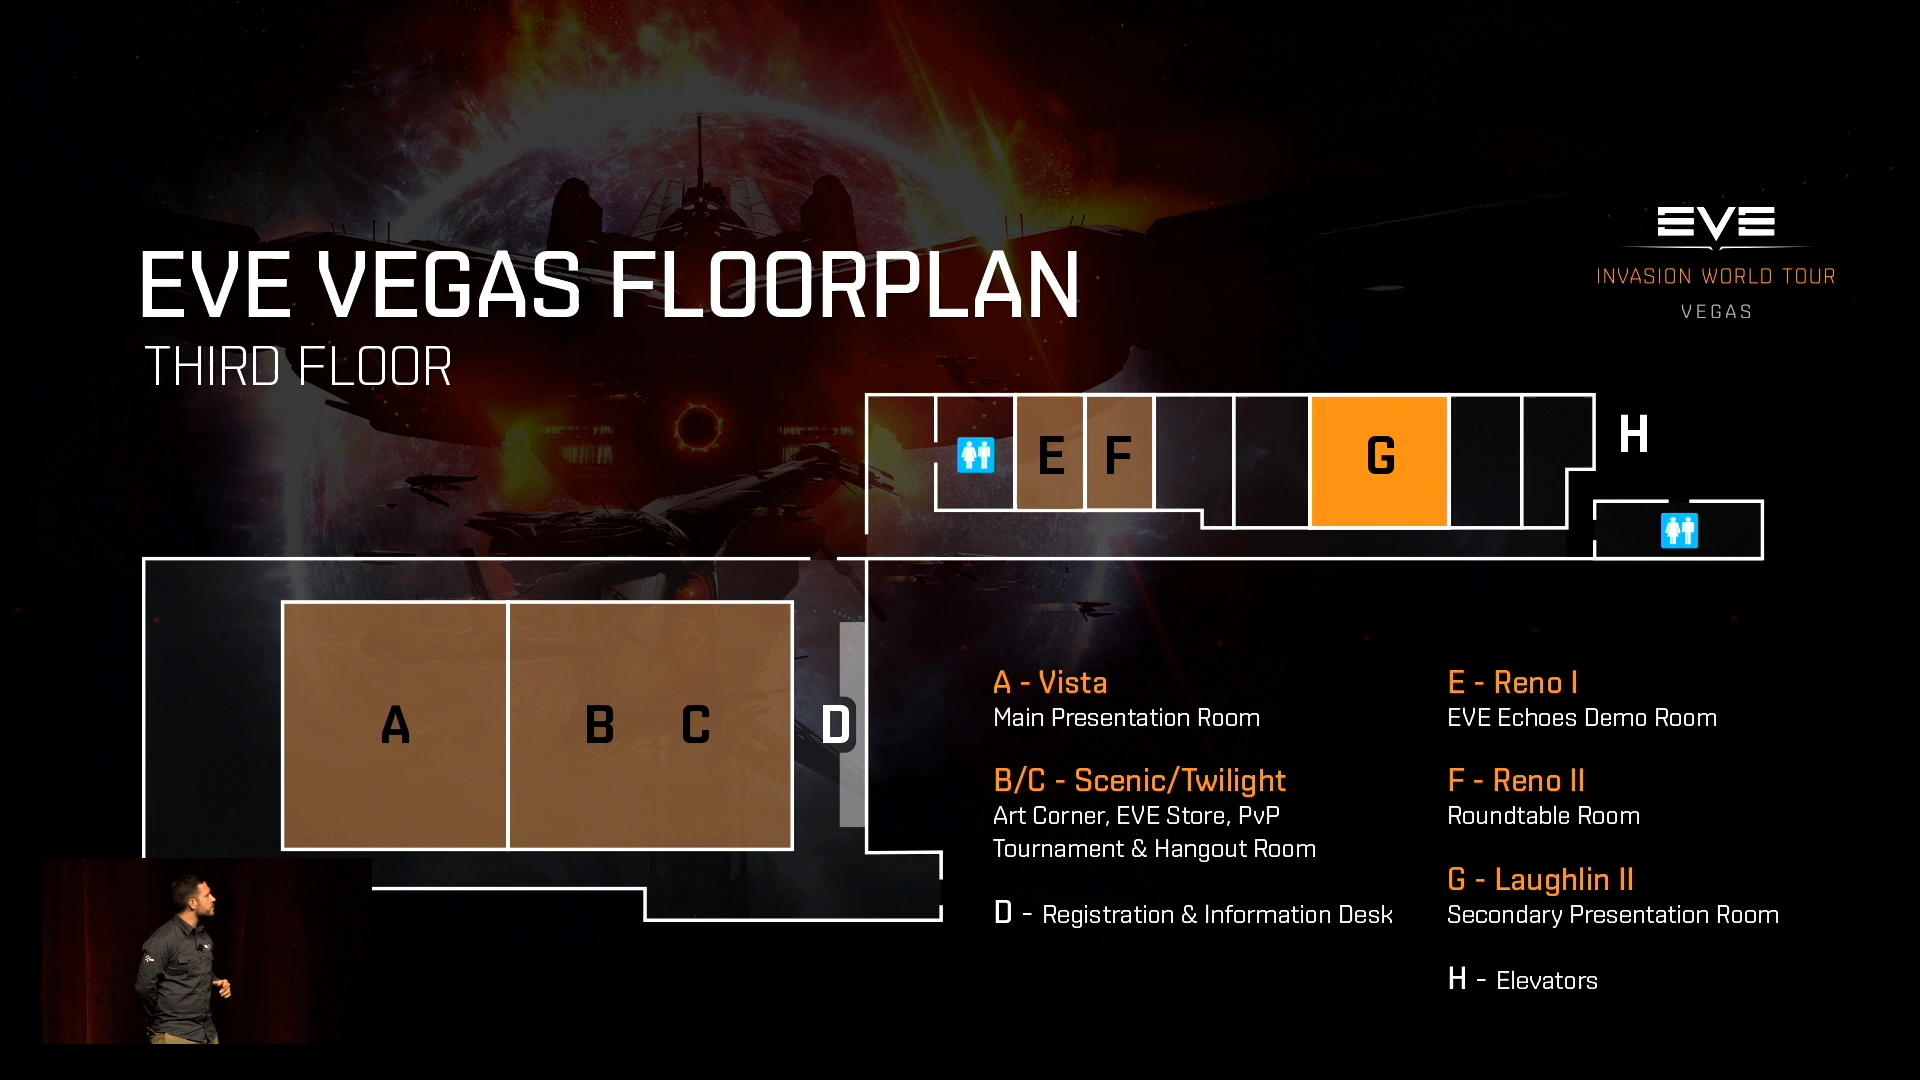 EVE
INVASION WORLD TOUR
VEGAS
EVE VEGAS FLOORPLAN
THIRD FLOOR
E
F
G
H
A
B
C
D
A - Vista
Main Presentation Room
B/C - Scenic/Twilight
Art Corner, EVE Store, PvP
Tournament & Hangout Room
D - Registration & Information Desk
E - Reno I
EVE Echoes Demo Room
F - Reno II
Roundtable Room
G - Laughlin II
Secondary Presentation Room
H - Elevators